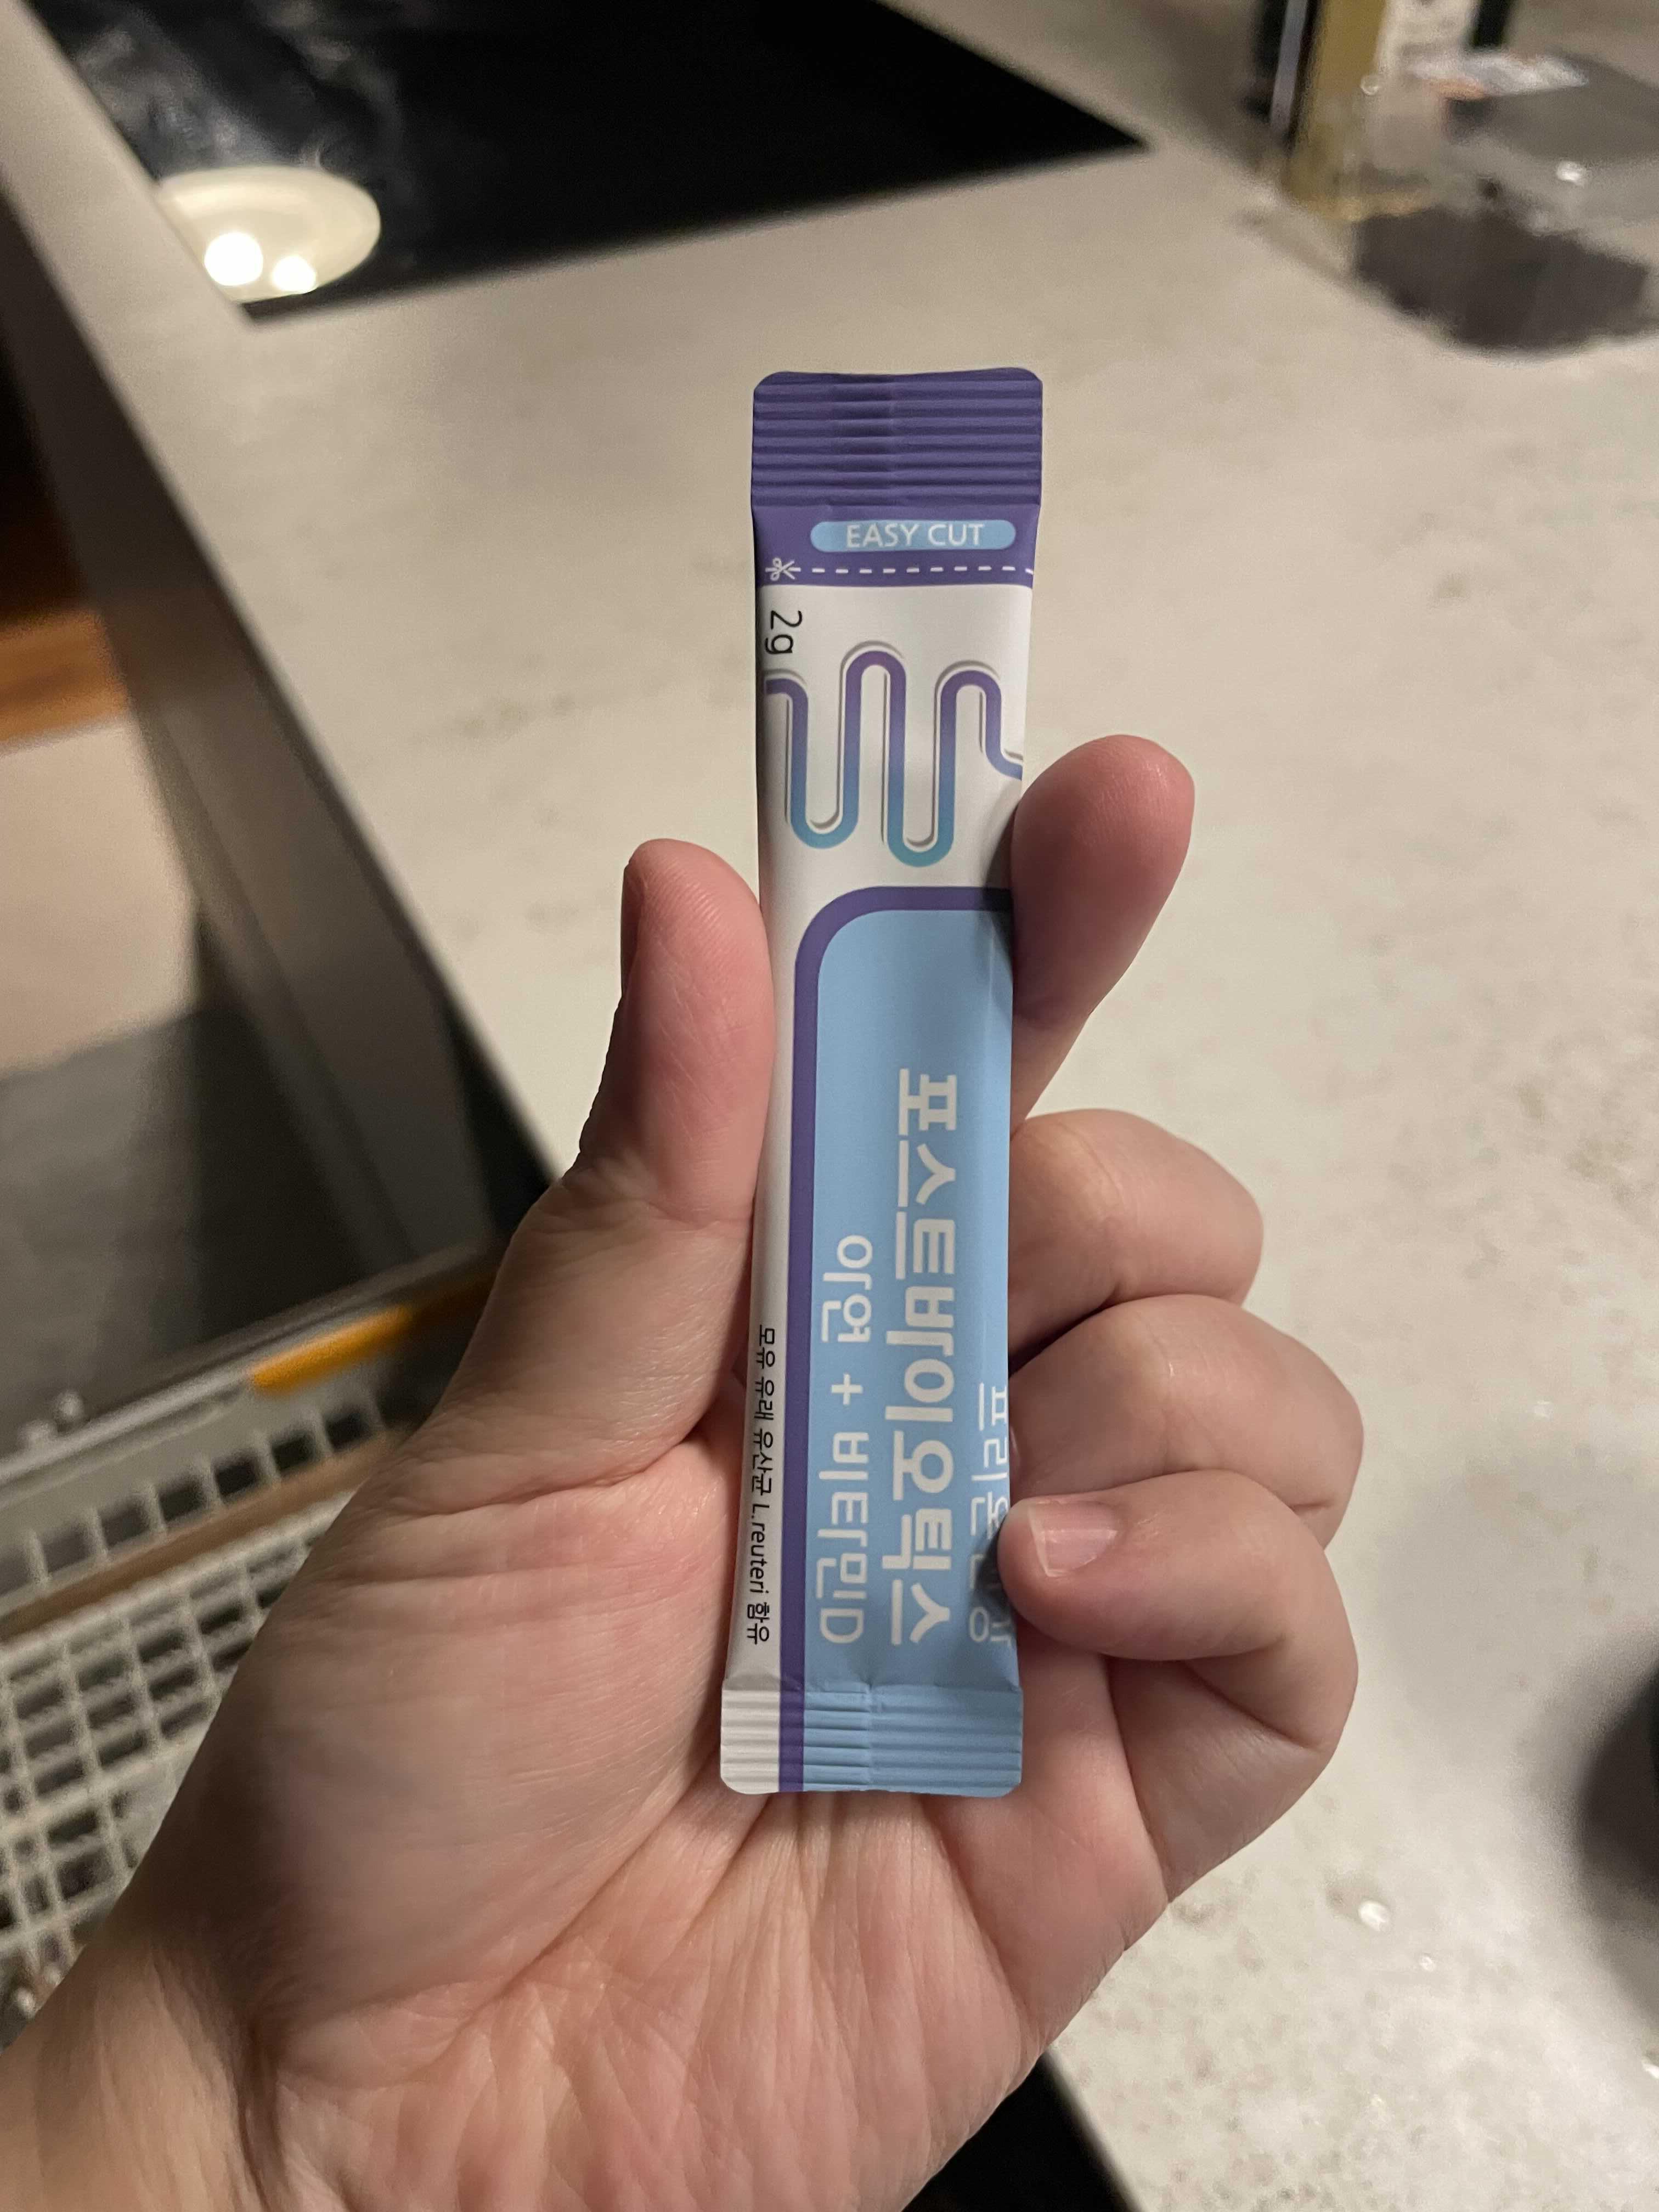 EASY CUT
2g
포스트바이오틱스
아연 + 비타민D
모유 유래 유산균 L.reuteri 함유